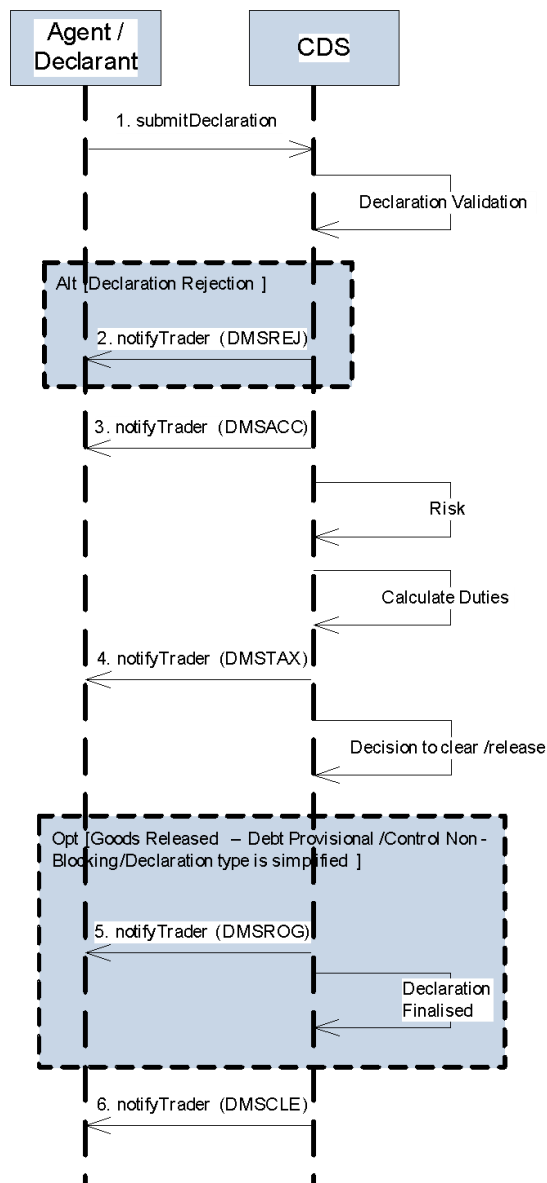 Agent /
Declarant
CDS
1. submitDeclaration
Declaration Validation
Alt [Declaration Rejection ]
2. notifyTrader (DMSREJ)
3. notifyTrader (DMSACC)
Risk
Calculate Duties
4. notifyTrader (DMSTAX)
Decision to clear /release
Opt [Goods Released – Debt Provisional /Control Non -
Blocking/Declaration type is simplified ]
5. notifyTrader (DMSROG)
Declaration
Finalised
6. notifyTrader (DMSCLE)